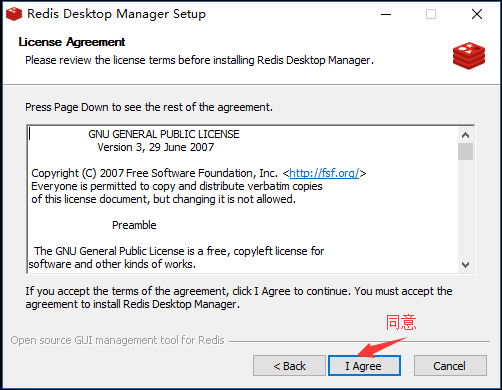 Redis Desktop Manager Setup
License Agreement
Please review the license terms before installing Redis Desktop Manager.
Press Page Down to see the rest of the agreement.
GNU GENERAL PUBLIC LICENSE
Version 3, 29 June 2007
Copyright (C) 2007 Free Software Foundation, Inc. <http://fsf.org/>
Everyone is permitted to copy and distribute verbatim copies
of this license document, but changing it is not allowed.
Preamble
The GNU General Public License is a free, copyleft license for
software and other kinds of works.
If you accept the terms of the agreement, click I Agree to continue. You must accept the
agreement to install Redis Desktop Manager.
同意
Open source GUI management tool for Redis
< Back
I Agree
Cancel